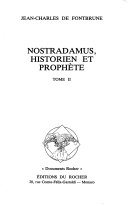 JEAN-CHARLES DE FONTBRUNE
NOSTRADAMUS,
HISTORIEN ET
PROPHÈTE
TOME II
« Documents Rocher »
ÉDITIONS DU ROCHER
28, rue Comte-Félix-Gastaldi — Monaco